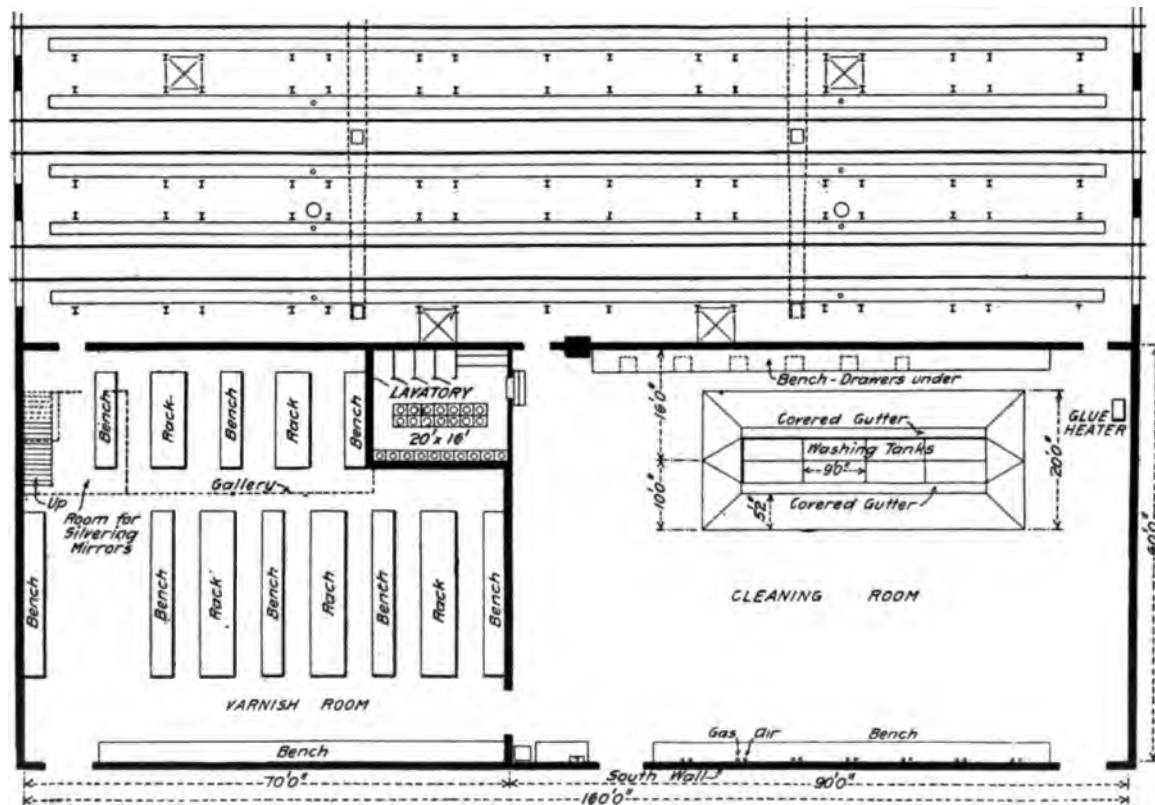 LAVATORY
20' x 16'
Bench
Rack
Bench
Rack
Bench
Gallery
Up
Room for
Silvering
Mirrors
Bench
Bench
Rack
Bench
Rack
Bench
Rack
Bench
VARNISH ROOM
Bench
70'0"
Bench-Drawers under
16'0"
10'0"
Covered Gutter
Washing Tanks
9'0"
Covered Gutter
20'0"
GLUE
HEATER
60'0"
CLEANING ROOM
Gas
air
Bench
South Wall
90'0"
160'0"